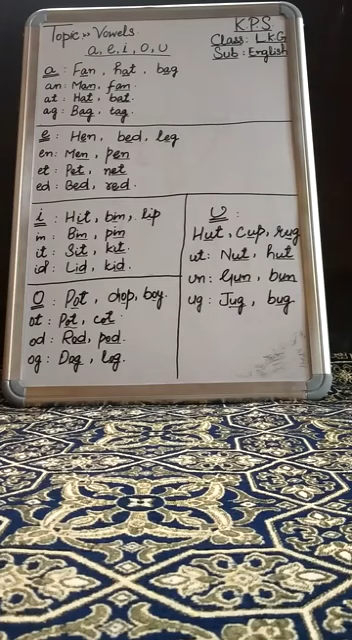 Topic » Vowels
a, e, i, o, u
K.P.S
Class: LKG
Sub: English
a : Fan, hat, bag
an: Man, fan.
at : Hat, bat.
ag: Bag, tag.
e : Hen, bed, leg
en: Men, pen
et : Pet, net
ed : Bed, red.
i : Hit, bin, lip
in : Bin, pin
it : Sit, kit.
id : Lid, kid.
O : Pot, chop, boy.
ot : Pot, cot
od : Rod, pod.
og : Dog, log.
U :
Hut, cup, rug
ut : Nut, hut
un : Gun, bun
ug : Jug, bug